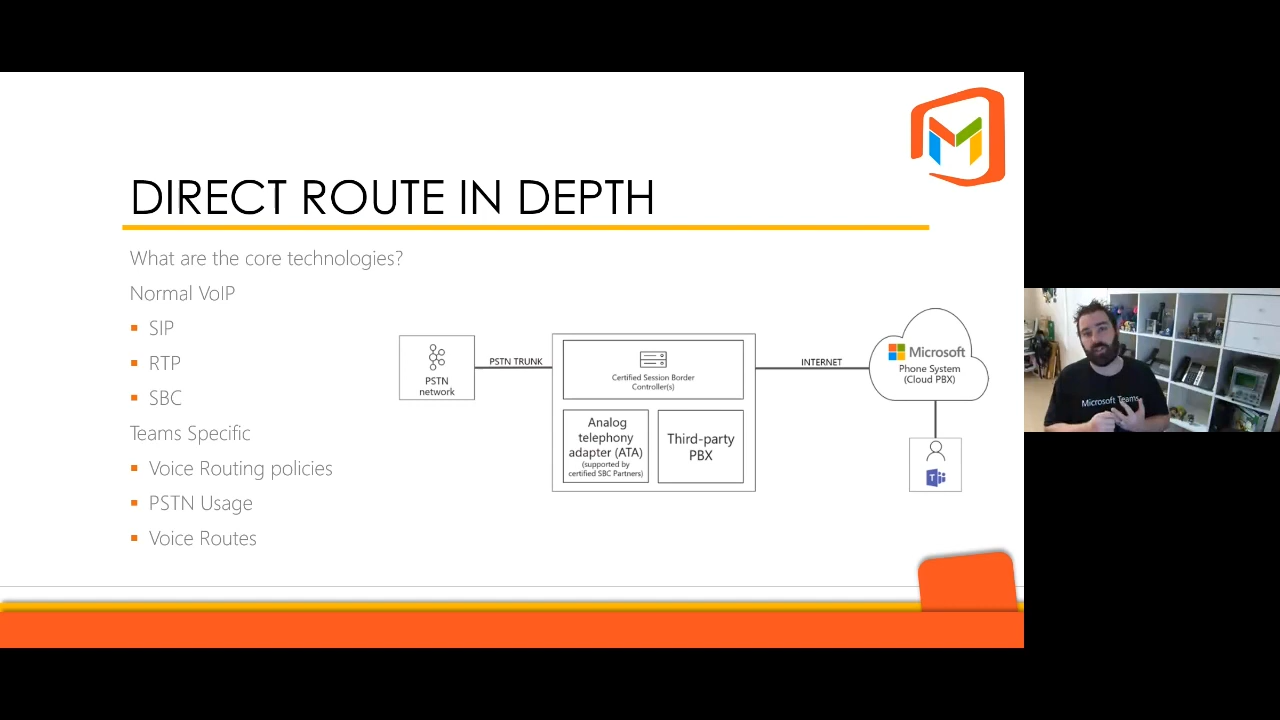 DIRECT ROUTE IN DEPTH
What are the core technologies?
Normal VoIP
SIP
RTP
SBC
Teams Specific
Voice Routing policies
PSTN Usage
Voice Routes
PSTN
network
PSTN TRUNK
Certified Session Border
Controller(s)
Analog
telephony
adapter (ATA)
(supported by
certified SBC Partners)
Third-party
PBX
INTERNET
Microsoft
Phone System
(Cloud PBX)
T
Microsoft Teams